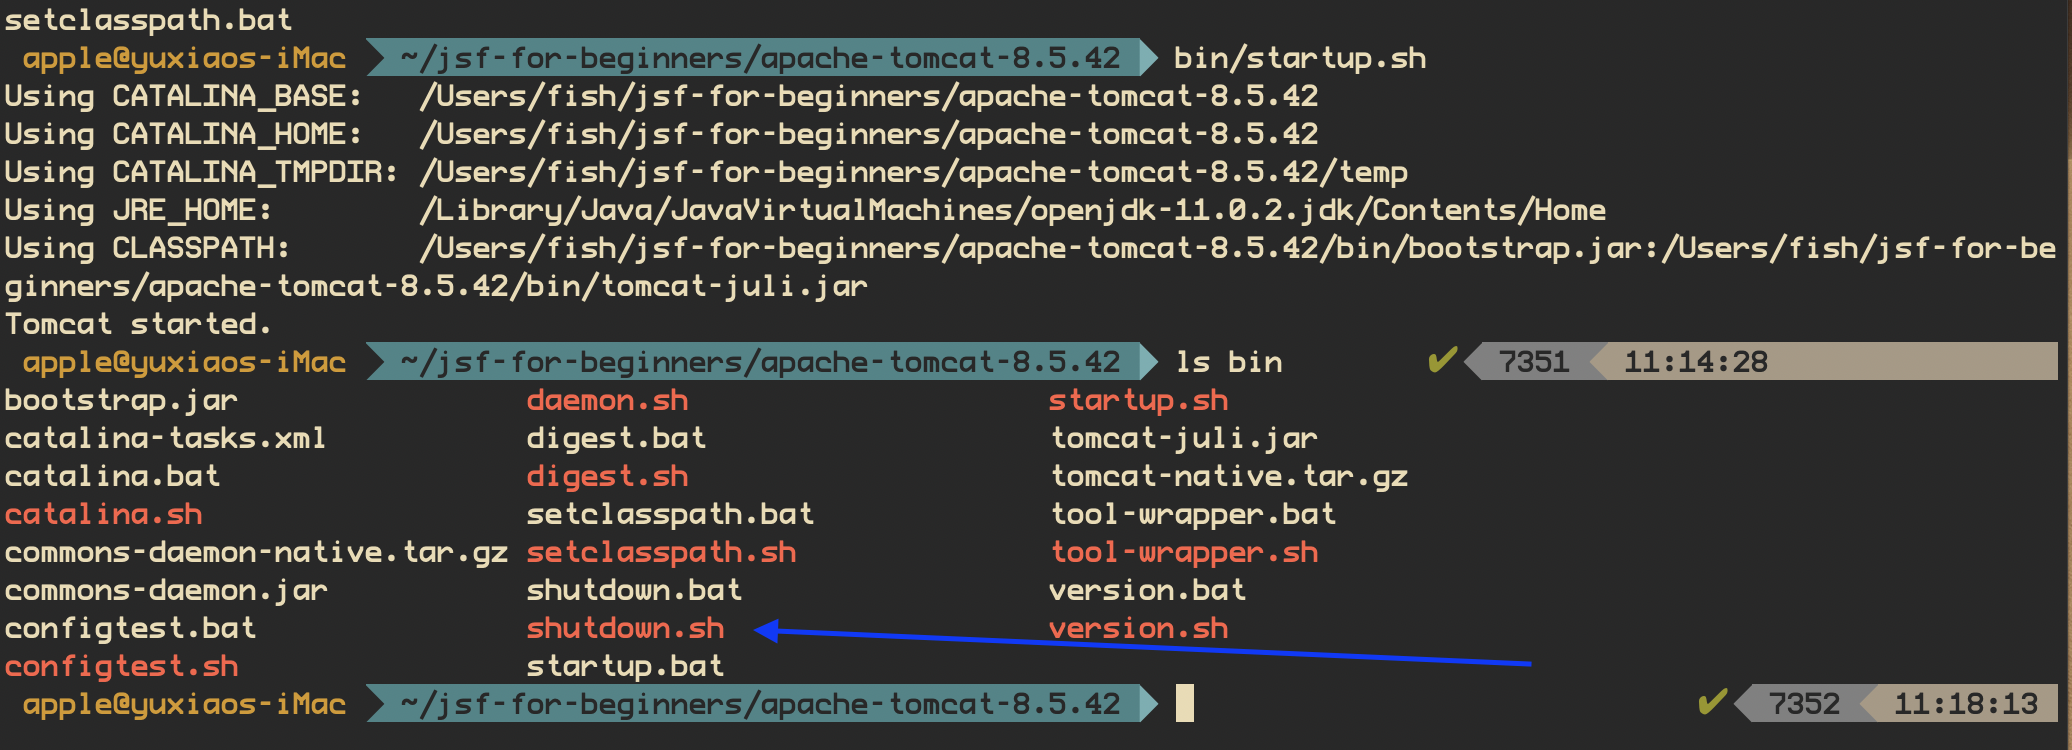 setclasspath.bat
apple@yuxiaos-iMac ~/jsf-for-beginners/apache-tomcat-8.5.42 bin/startup.sh
Using CATALINA_BASE:   /Users/fish/jsf-for-beginners/apache-tomcat-8.5.42
Using CATALINA_HOME:   /Users/fish/jsf-for-beginners/apache-tomcat-8.5.42
Using CATALINA_TMPDIR: /Users/fish/jsf-for-beginners/apache-tomcat-8.5.42/temp
Using JRE_HOME:        /Library/Java/JavaVirtualMachines/openjdk-11.0.2.jdk/Contents/Home
Using CLASSPATH:       /Users/fish/jsf-for-beginners/apache-tomcat-8.5.42/bin/bootstrap.jar:/Users/fish/jsf-for-be
ginners/apache-tomcat-8.5.42/bin/tomcat-juli.jar
Tomcat started.
apple@yuxiaos-iMac ~/jsf-for-beginners/apache-tomcat-8.5.42 ls bin ✔ 7351 11:14:28
bootstrap.jar daemon.sh startup.sh
catalina-tasks.xml digest.bat tomcat-juli.jar
catalina.bat digest.sh tomcat-native.tar.gz
catalina.sh setclasspath.bat tool-wrapper.bat
commons-daemon-native.tar.gz setclasspath.sh tool-wrapper.sh
commons-daemon.jar shutdown.bat version.bat
configtest.bat shutdown.sh version.sh
configtest.sh startup.bat
apple@yuxiaos-iMac ~/jsf-for-beginners/apache-tomcat-8.5.42 ✔ 7352 11:18:13